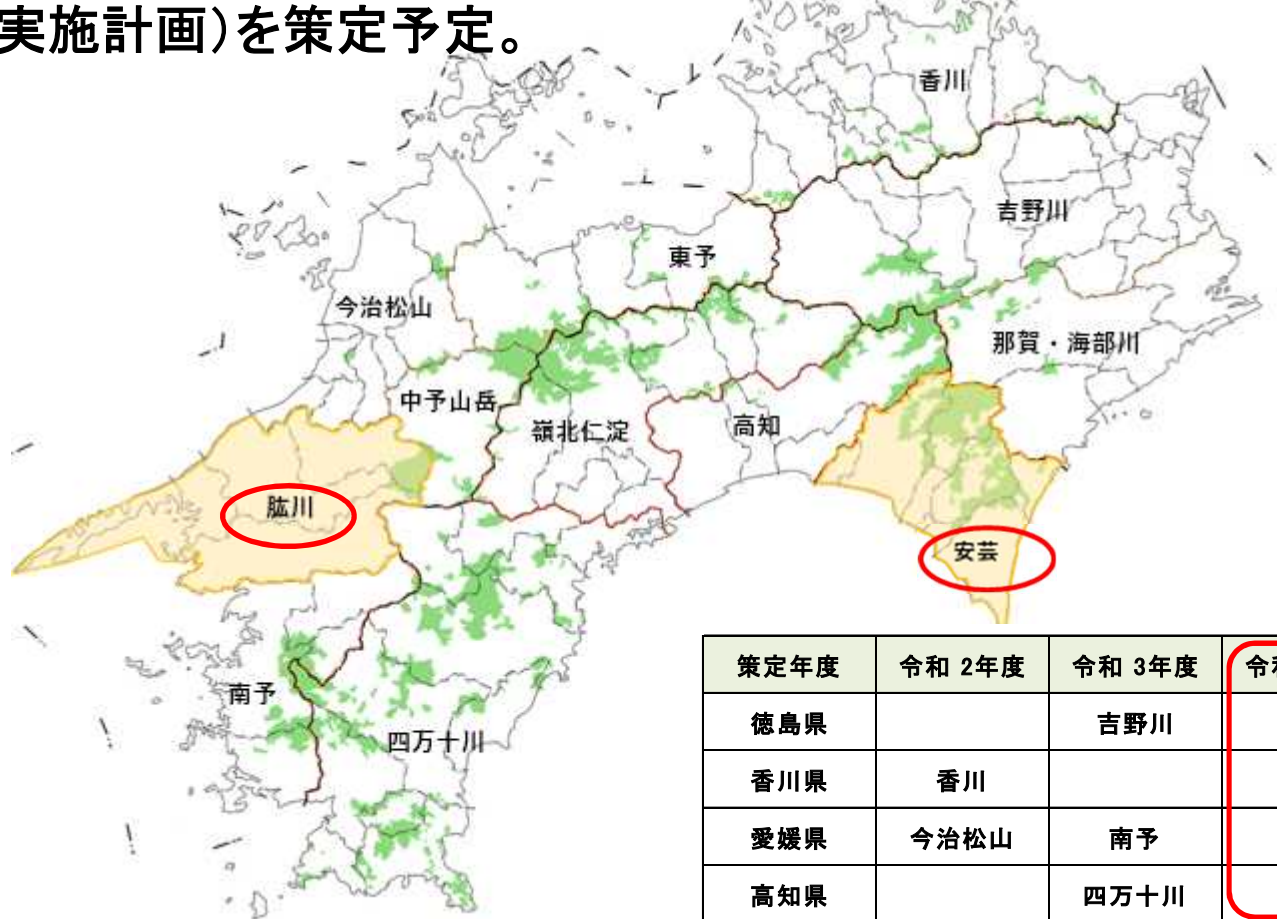 実施計画)を策定予定。
香川
吉野川
東予
今治松山
那賀・海部川
中予山岳
嶺北仁淀
高知
肱川
安芸
南予
四万十川
策定年度 令和 2年度 令和 3年度 令和
徳島県 吉野川
香川県 香川
愛媛県 今治松山 南予
高知県 四万十川